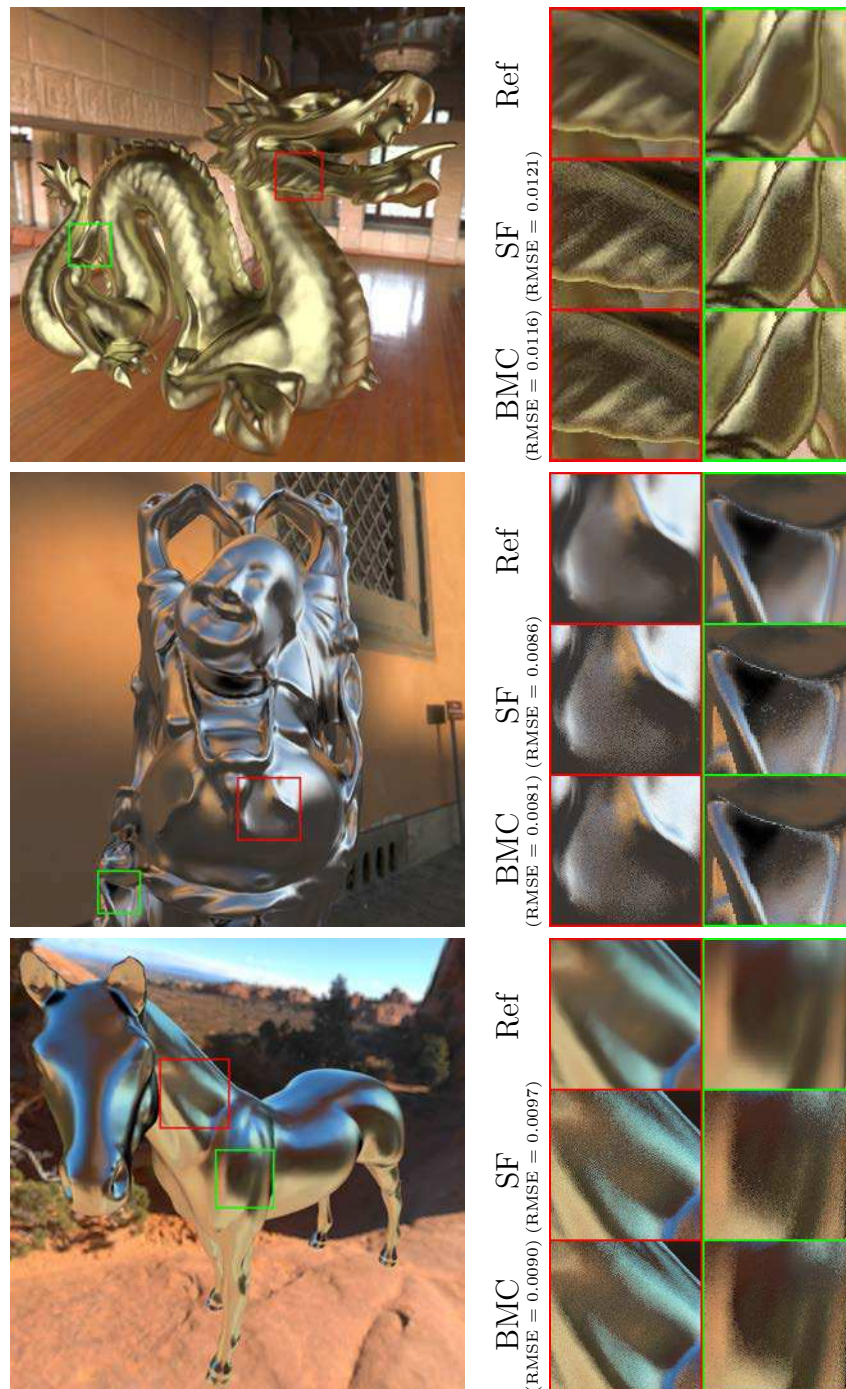 Ref
SF
(RMSE = 0.0121)
BMC
(RMSE = 0.0116)
Ref
SF
(RMSE = 0.0086)
BMC
(RMSE = 0.0081)
Ref
SF
(RMSE = 0.0097)
BMC
(RMSE = 0.0090)